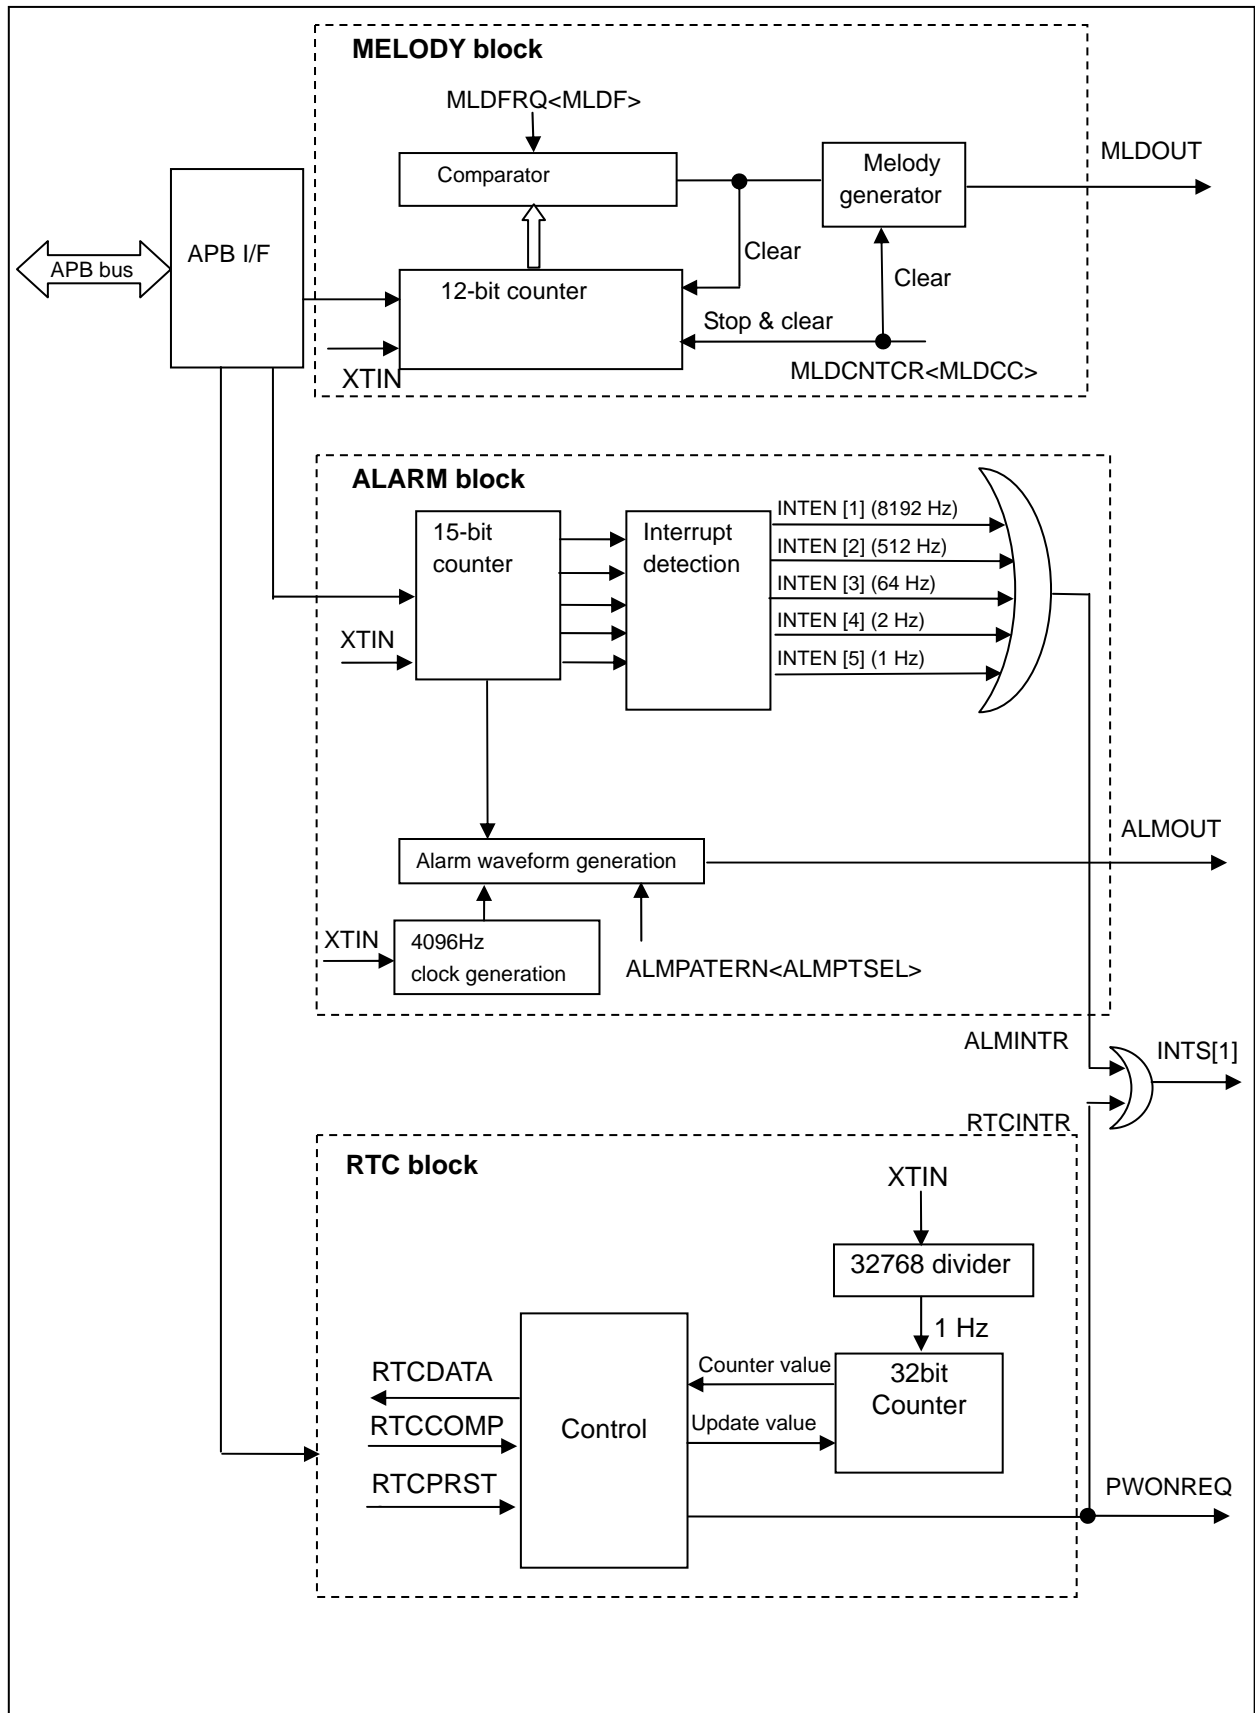 MELODY block
MLDFRQ<MLDF>
Comparator
Melody
generator
MLDOUT
APB bus
APB I/F
Clear
12-bit counter
Clear
Stop & clear
XTIN
MLDCNTCR<MLDCC>
ALARM block
15-bit
counter
Interrupt
detection
INTEN [1] (8192 Hz)
INTEN [2] (512 Hz)
INTEN [3] (64 Hz)
INTEN [4] (2 Hz)
INTEN [5] (1 Hz)
XTIN
Alarm waveform generation
ALMOUT
XTIN
4096Hz
clock generation
ALMPATERN<ALMPTSEL>
ALMINTR
INTS[1]
RTCINTR
RTC block
XTIN
32768 divider
1 Hz
Counter value
32bit
Counter
RTCDATA
RTCCOMP
Control
Update value
RTCPRST
PWONREQ